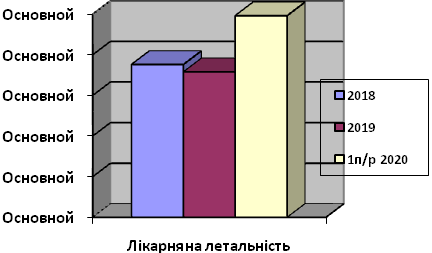 Основной
Основной
Основной
Основной
Основной
Основной
2018
2019
1п/р 2020
Лікарняна летальність